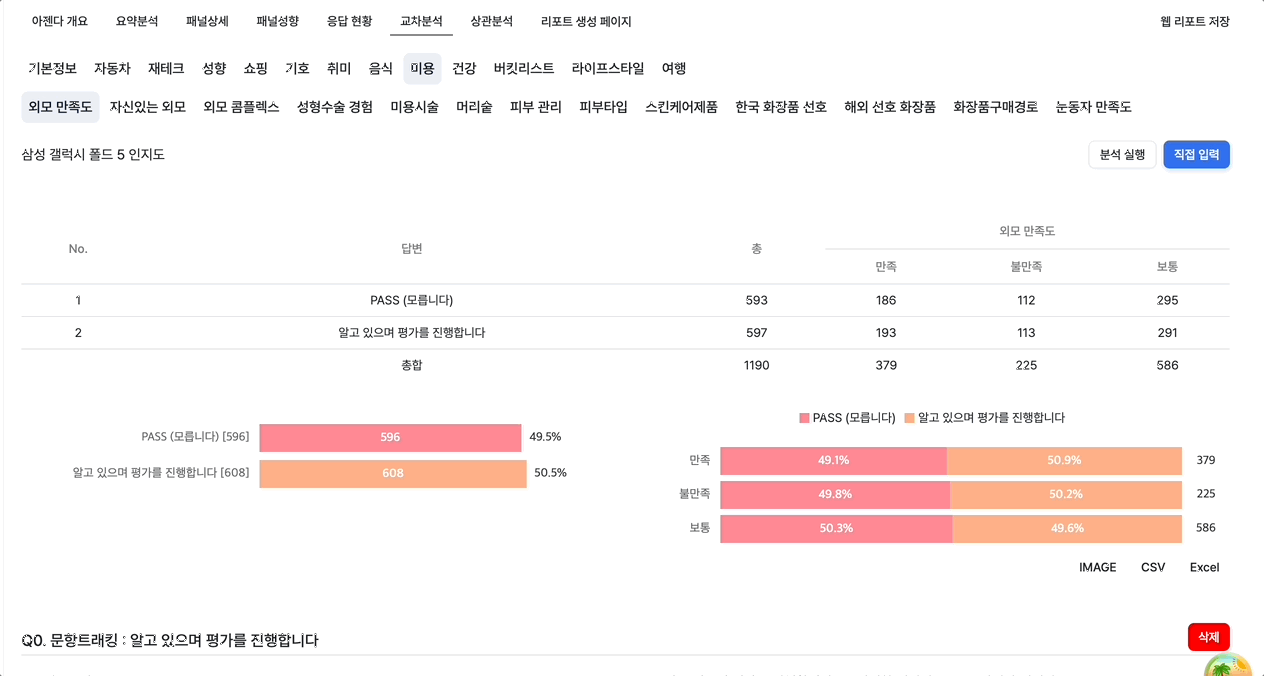 아젠다 개요 요약분석 패널상세 패널성향 응답 현황 교차분석 상관분석 리포트 생성 페이지 웹 리포트 저장
기본정보 자동차 재테크 성향 쇼핑 기호 취미 음식 미용 건강 버킷리스트 라이프스타일 여행
외모 만족도 자신있는 외모 외모 콤플렉스 성형수술 경험 미용시술 머리숱 피부 관리 피부타입 스킨케어제품 한국 화장품 선호 해외 선호 화장품 화장품구매경로 눈동자 만족도
삼성 갤럭시 폴드 5 인지도 분석 실행 직접 입력
외모 만족도
No. 답변 총
만족 불만족 보통
1 PASS (모릅니다) 593 186 112 295
2 알고 있으며 평가를 진행합니다 597 193 113 291
총합 1190 379 225 586
PASS (모릅니다) 알고 있으며 평가를 진행합니다
PASS (모릅니다) [596] 596 49.5%
알고 있으며 평가를 진행합니다 [608] 608 50.5%
만족 49.1% 50.9% 379
불만족 49.8% 50.2% 225
보통 50.3% 49.6% 586
IMAGE CSV Excel
Q0. 문항트래킹 : 알고 있으며 평가를 진행합니다 삭제